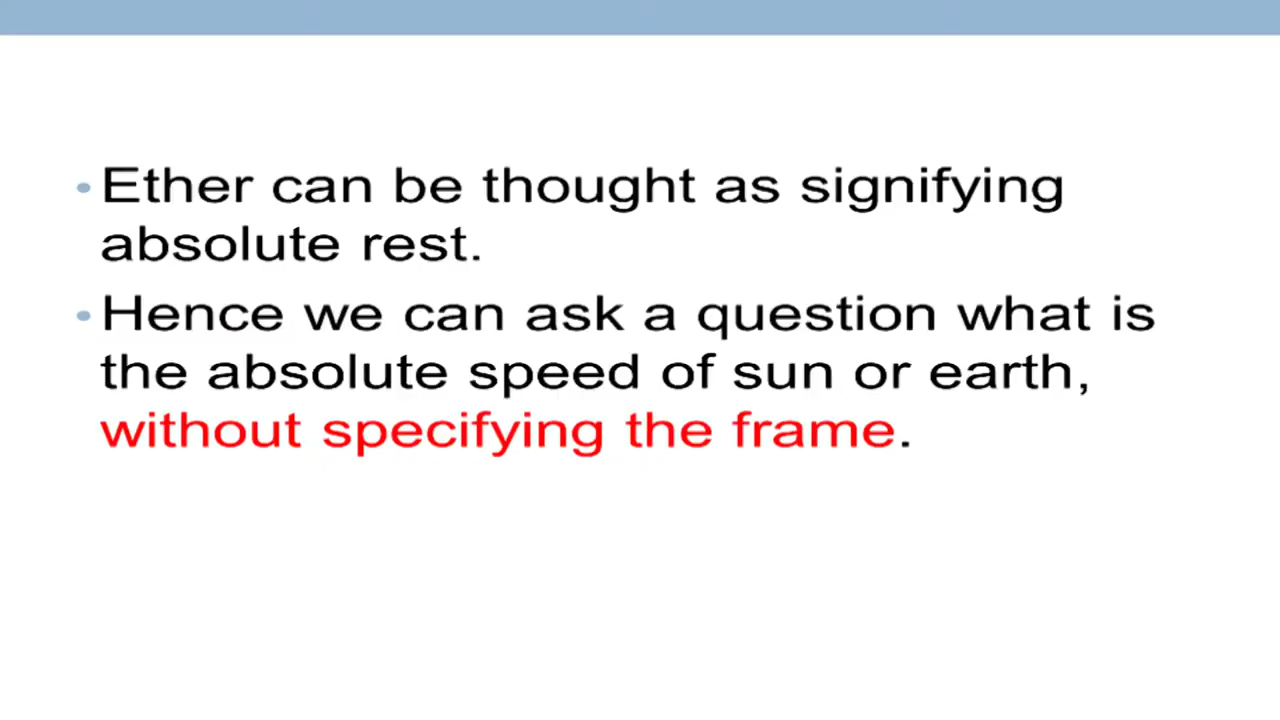 • Ether can be thought as signifying
absolute rest.
• Hence we can ask a question what is
the absolute speed of sun or earth,
without specifying the frame.